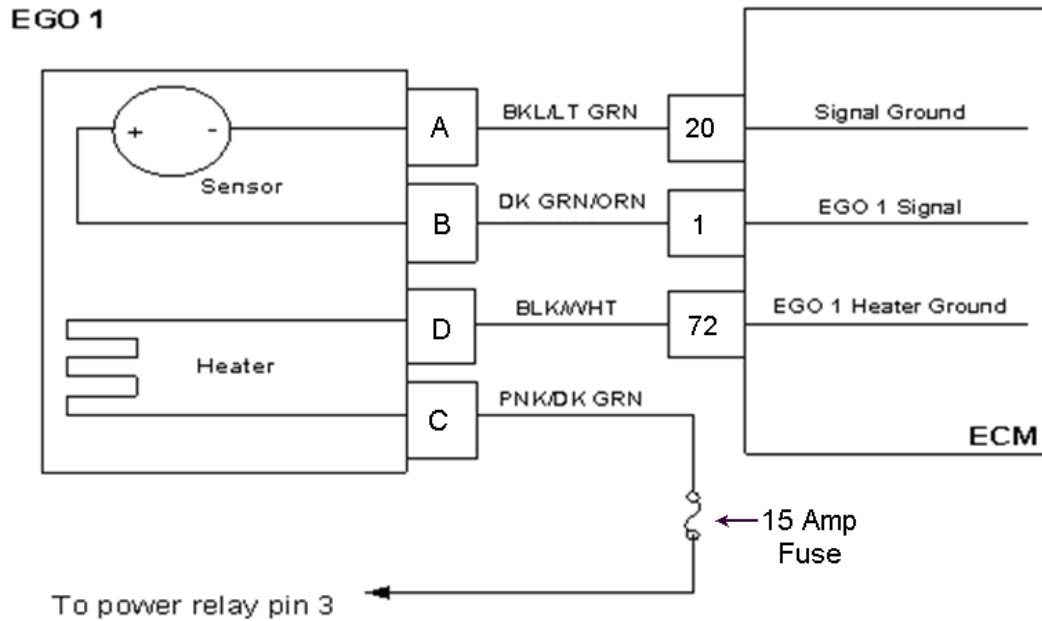 EGO 1
+ -
Sensor
A
BKL/LT GRN
20
Signal Ground
B
DK GRN/ORN
1
EGO 1 Signal
D
BLK/WHT
72
EGO 1 Heater Ground
Heater
C
PNK/DK GRN
ECM
15 Amp
Fuse
To power relay pin 3